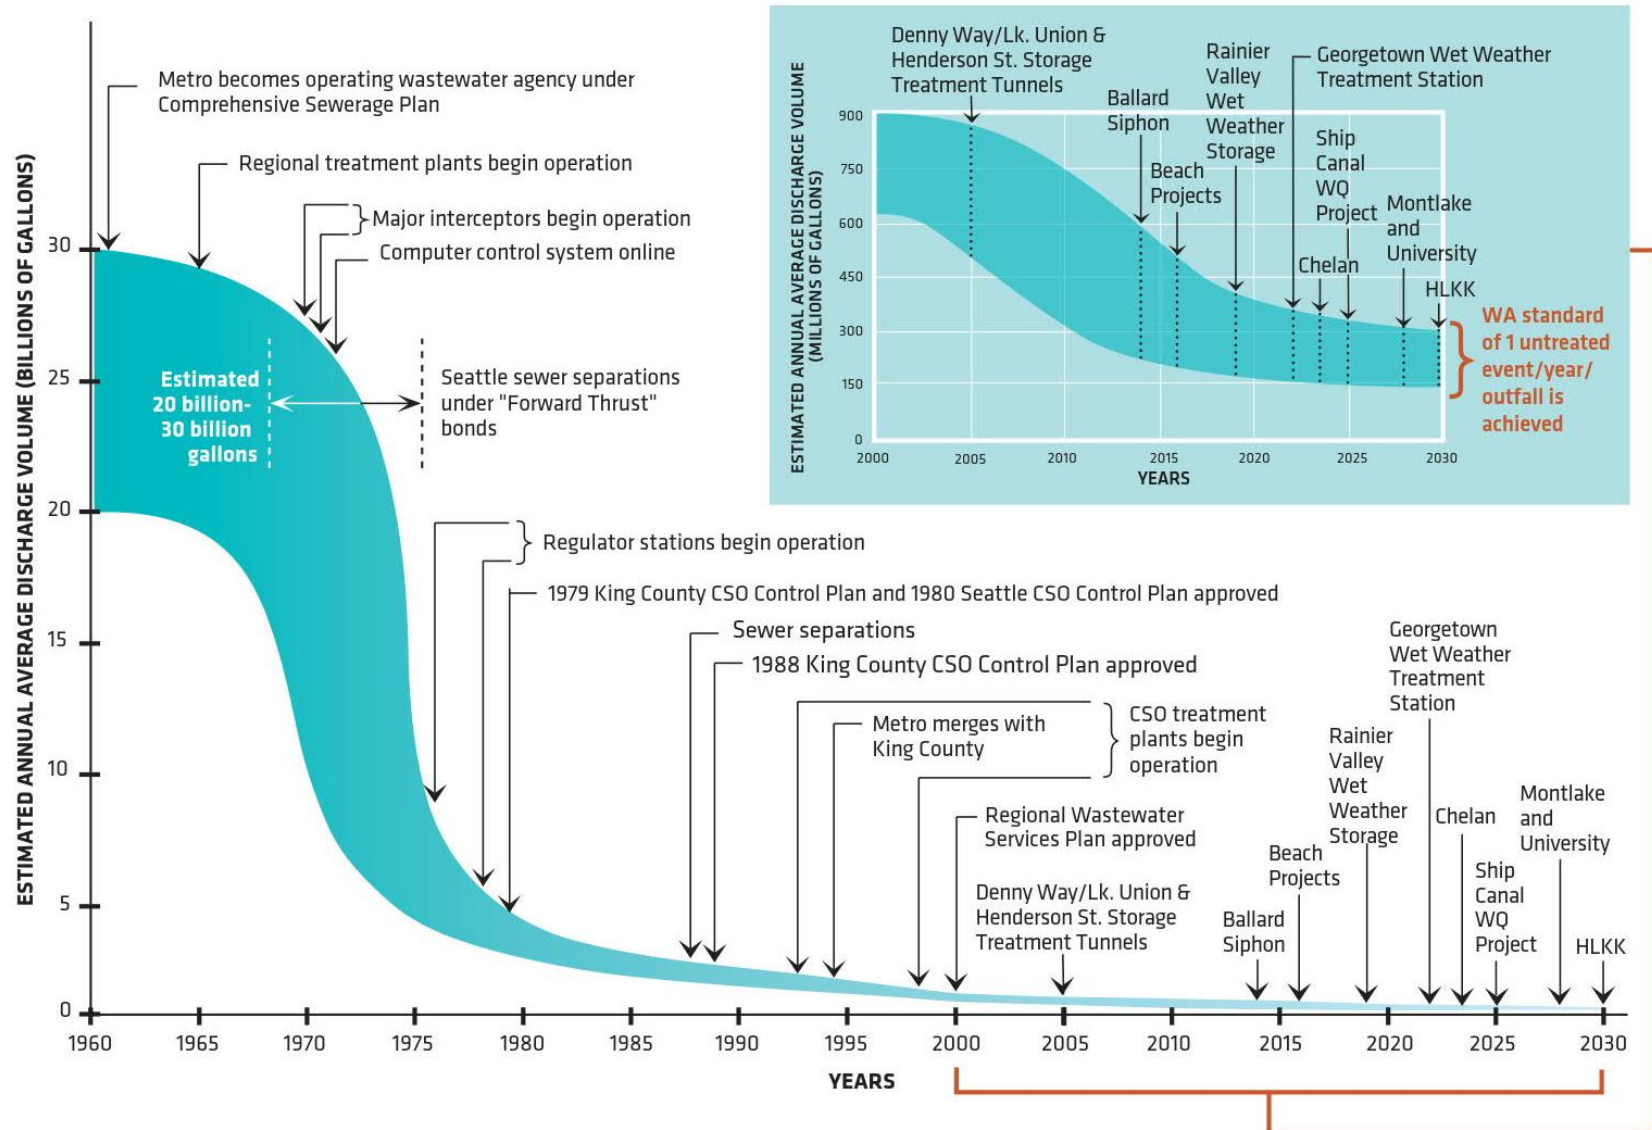 Metro becomes operating wastewater agency under
Comprehensive Sewerage Plan
Regional treatment plants begin operation
Major interceptors begin operation
Computer control system online
Estimated
20 billion-
30 billion
gallons
Seattle sewer separations
under "Forward Thrust"
bonds
Regulator stations begin operation
1979 King County CSO Control Plan and 1980 Seattle CSO Control Plan approved
Sewer separations
1988 King County CSO Control Plan approved
Metro merges with
King County
CSO treatment
plants begin
operation
Regional Wastewater
Services Plan approved
Denny Way/Lk. Union &
Henderson St. Storage
Treatment Tunnels
Ballard
Siphon
Beach
Projects
Rainier
Valley
Wet
Weather
Storage
Georgetown
Wet Weather
Treatment
Station
Chelan
Ship
Canal
WQ
Project
Montlake
and
University
HLKK
ESTIMATED ANNUAL AVERAGE DISCHARGE VOLUME (BILLIONS OF GALLONS)
30
25
20
15
10
5
0
1960
1965
1970
1975
1980
1985
1990
1995
2000
2005
2010
2015
2020
2025
2030
YEARS
Denny Way/Lk. Union &
Henderson St. Storage
Treatment Tunnels
Ballard
Siphon
Beach
Projects
Rainier
Valley
Wet
Weather
Storage
Georgetown Wet Weather
Treatment Station
Chelan
Ship
Canal
WQ
Project
Montlake
and
University
HLKK
WA standard
of 1 untreated
event/year/
outfall is
achieved
ESTIMATED ANNUAL AVERAGE DISCHARGE VOLUME
(MILLIONS OF GALLONS)
900
750
600
450
300
150
0
2000
2005
2010
2015
2020
2025
2030
YEARS